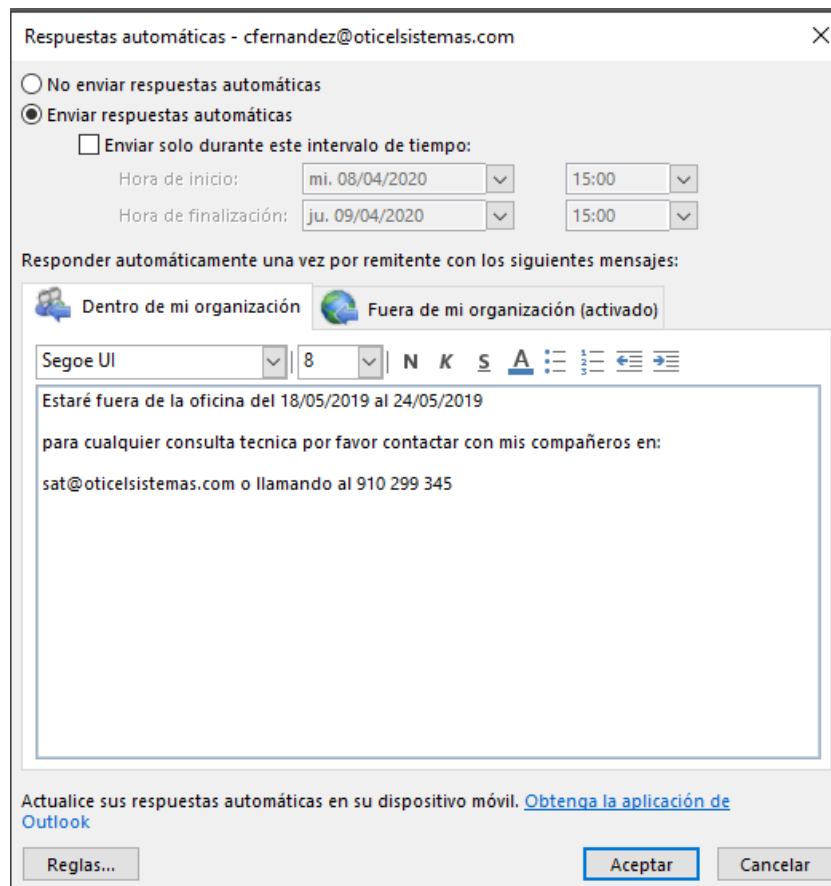 Respuestas automáticas - cfernandez@oticelsistemas.com
No enviar respuestas automáticas
Enviar respuestas automáticas
Enviar solo durante este intervalo de tiempo:
Hora de inicio: mi. 08/04/2020 15:00
Hora de finalización: ju. 09/04/2020 15:00
Responder automáticamente una vez por remitente con los siguientes mensajes:
Dentro de mi organización Fuera de mi organización (activado)
Segoe UI 8 N K S A
Estaré fuera de la oficina del 18/05/2019 al 24/05/2019
para cualquier consulta tecnica por favor contactar con mis compañeros en:
sat@oticelsistemas.com o llamando al 910 299 345
Actualice sus respuestas automáticas en su dispositivo móvil. Obtenga la aplicación de
Outlook
Reglas... Aceptar Cancelar